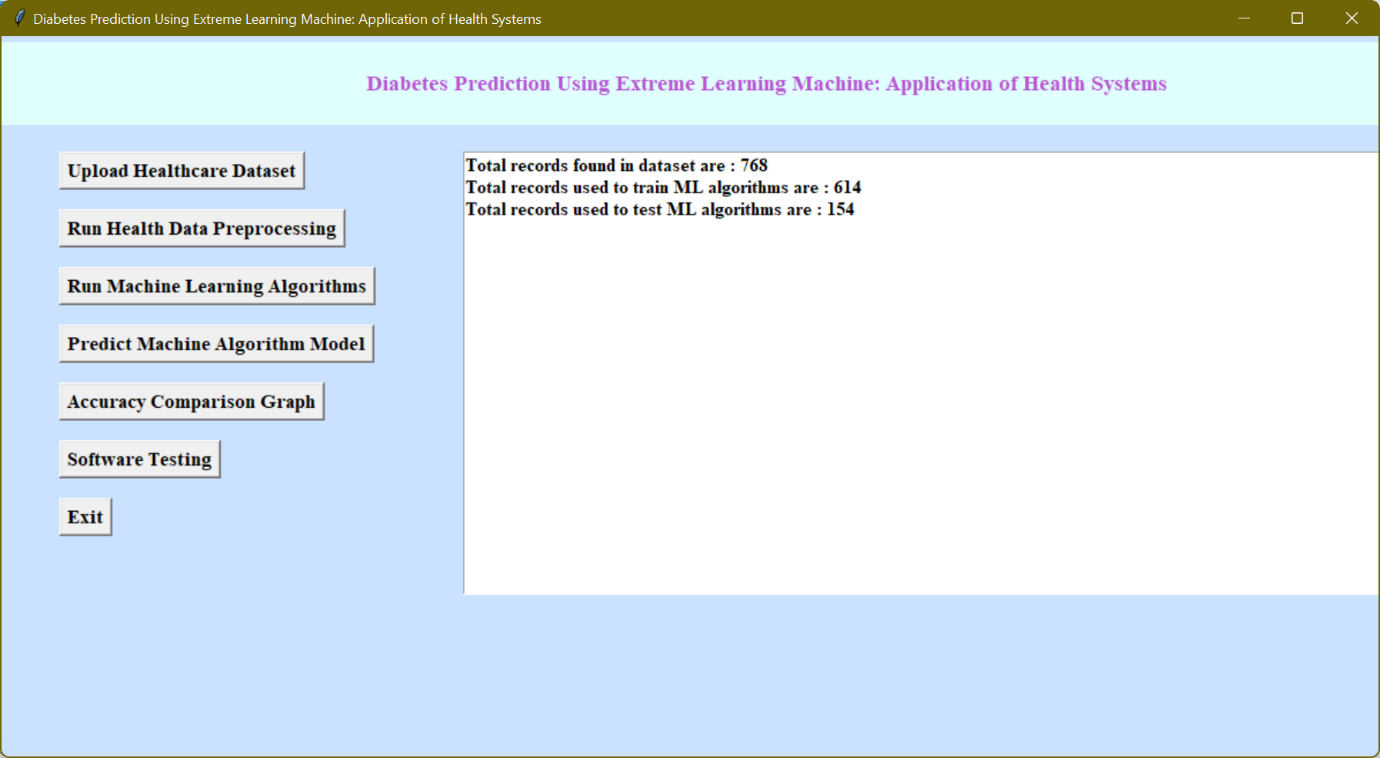 Diabetes Prediction Using Extreme Learning Machine: Application of Health Systems
Diabetes Prediction Using Extreme Learning Machine: Application of Health Systems
Upload Healthcare Dataset
Run Health Data Preprocessing
Run Machine Learning Algorithms
Predict Machine Algorithm Model
Accuracy Comparison Graph
Software Testing
Exit
Total records found in dataset are : 768
Total records used to train ML algorithms are : 614
Total records used to test ML algorithms are : 154